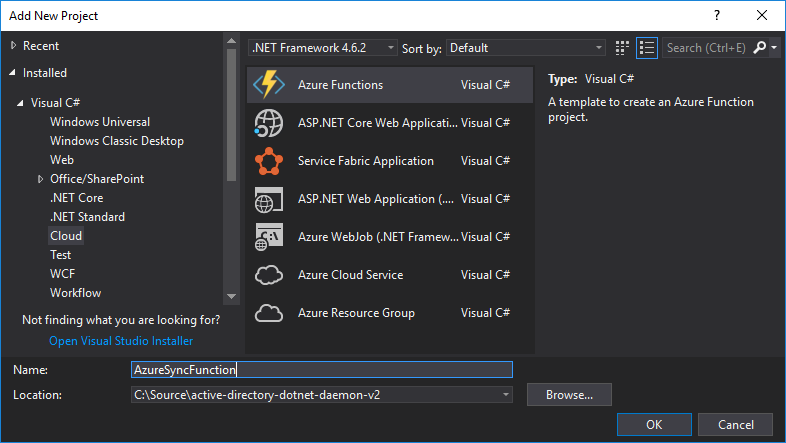 Add New Project
?
Recent
Installed
Visual C#
Windows Universal
Windows Classic Desktop
Web
Office/SharePoint
.NET Core
.NET Standard
Cloud
Test
WCF
Workflow
Not finding what you are looking for?
Open Visual Studio Installer
.NET Framework 4.6.2 Sort by: Default
Search (Ctrl+E)
Azure Functions Visual C#
ASP.NET Core Web Applicati... Visual C#
Service Fabric Application Visual C#
ASP.NET Web Application (.... Visual C#
Azure WebJob (.NET Framew... Visual C#
Azure Cloud Service Visual C#
Azure Resource Group Visual C#
Type: Visual C#
A template to create an Azure Function
project.
Name: AzureSyncFunction
Location: C:\Source\active-directory-dotnet-daemon-v2
Browse...
OK Cancel